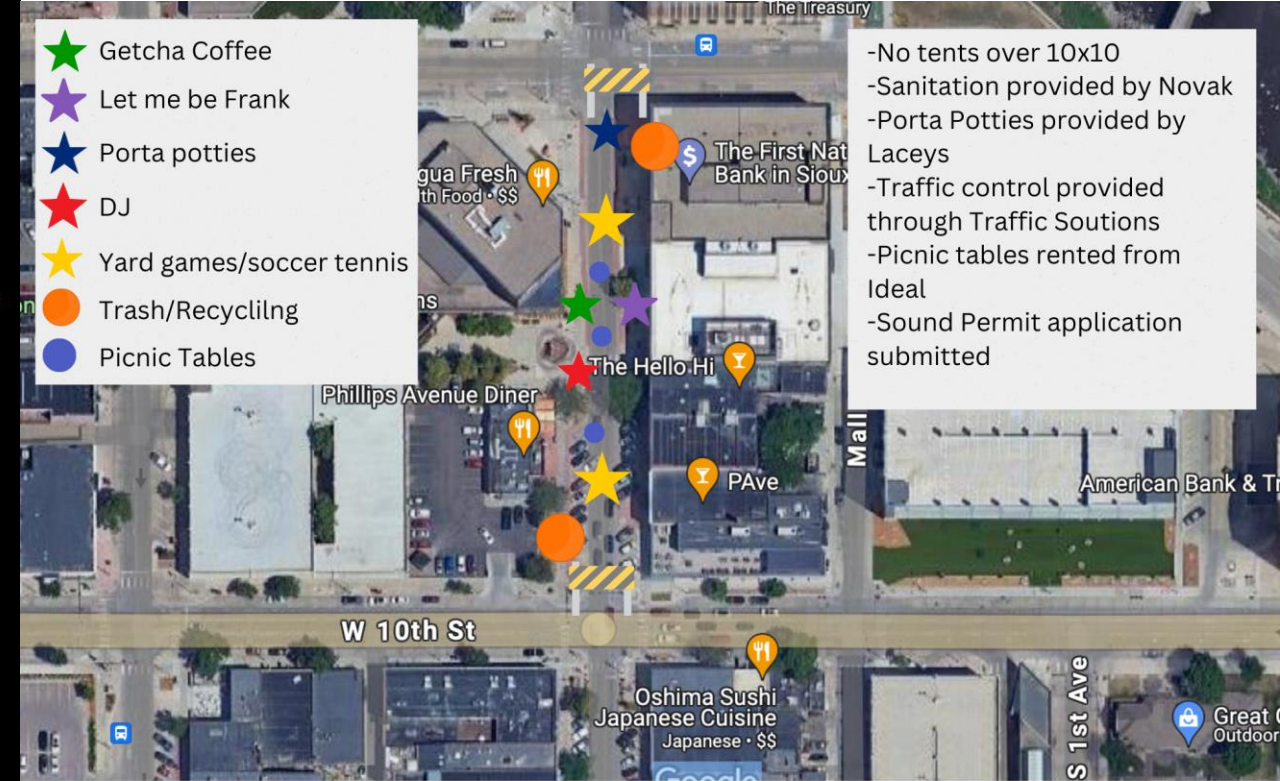 The Treasury
Getcha Coffee
Let me be Frank
Porta potties
DJ
Yard games/soccer tennis
Trash/Recyclilng
Picnic Tables
-No tents over 10x10
-Sanitation provided by Novak
-Porta Potties provided by
Laceys
-Traffic control provided
through Traffic Soutions
-Picnic tables rented from
Ideal
-Sound Permit application
submitted
gua Fresh
th Food • $$
$
The First Nat
Bank in Sioux
on
ns
The Hello Hi
Phillips Avenue Diner
Mall
PAve
American Bank & Tr
W 10th St
Oshima Sushi
Japanese Cuisine
Japanese • $$
S 1st Ave
Great
Outdoor
Google